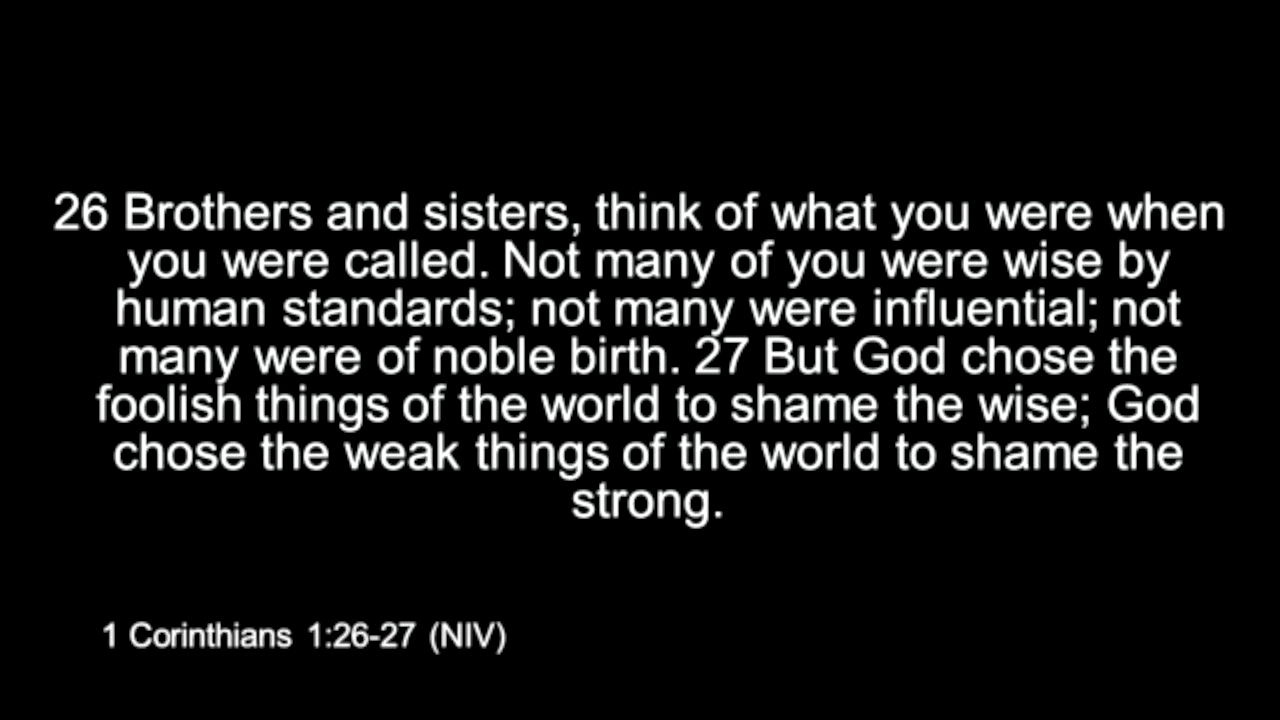 26 Brothers and sisters, think of what you were when
you were called. Not many of you were wise by
human standards; not many were influential; not
many were of noble birth. 27 But God chose the
foolish things of the world to shame the wise; God
chose the weak things of the world to shame the
strong.
1 Corinthians 1:26-27 (NIV)